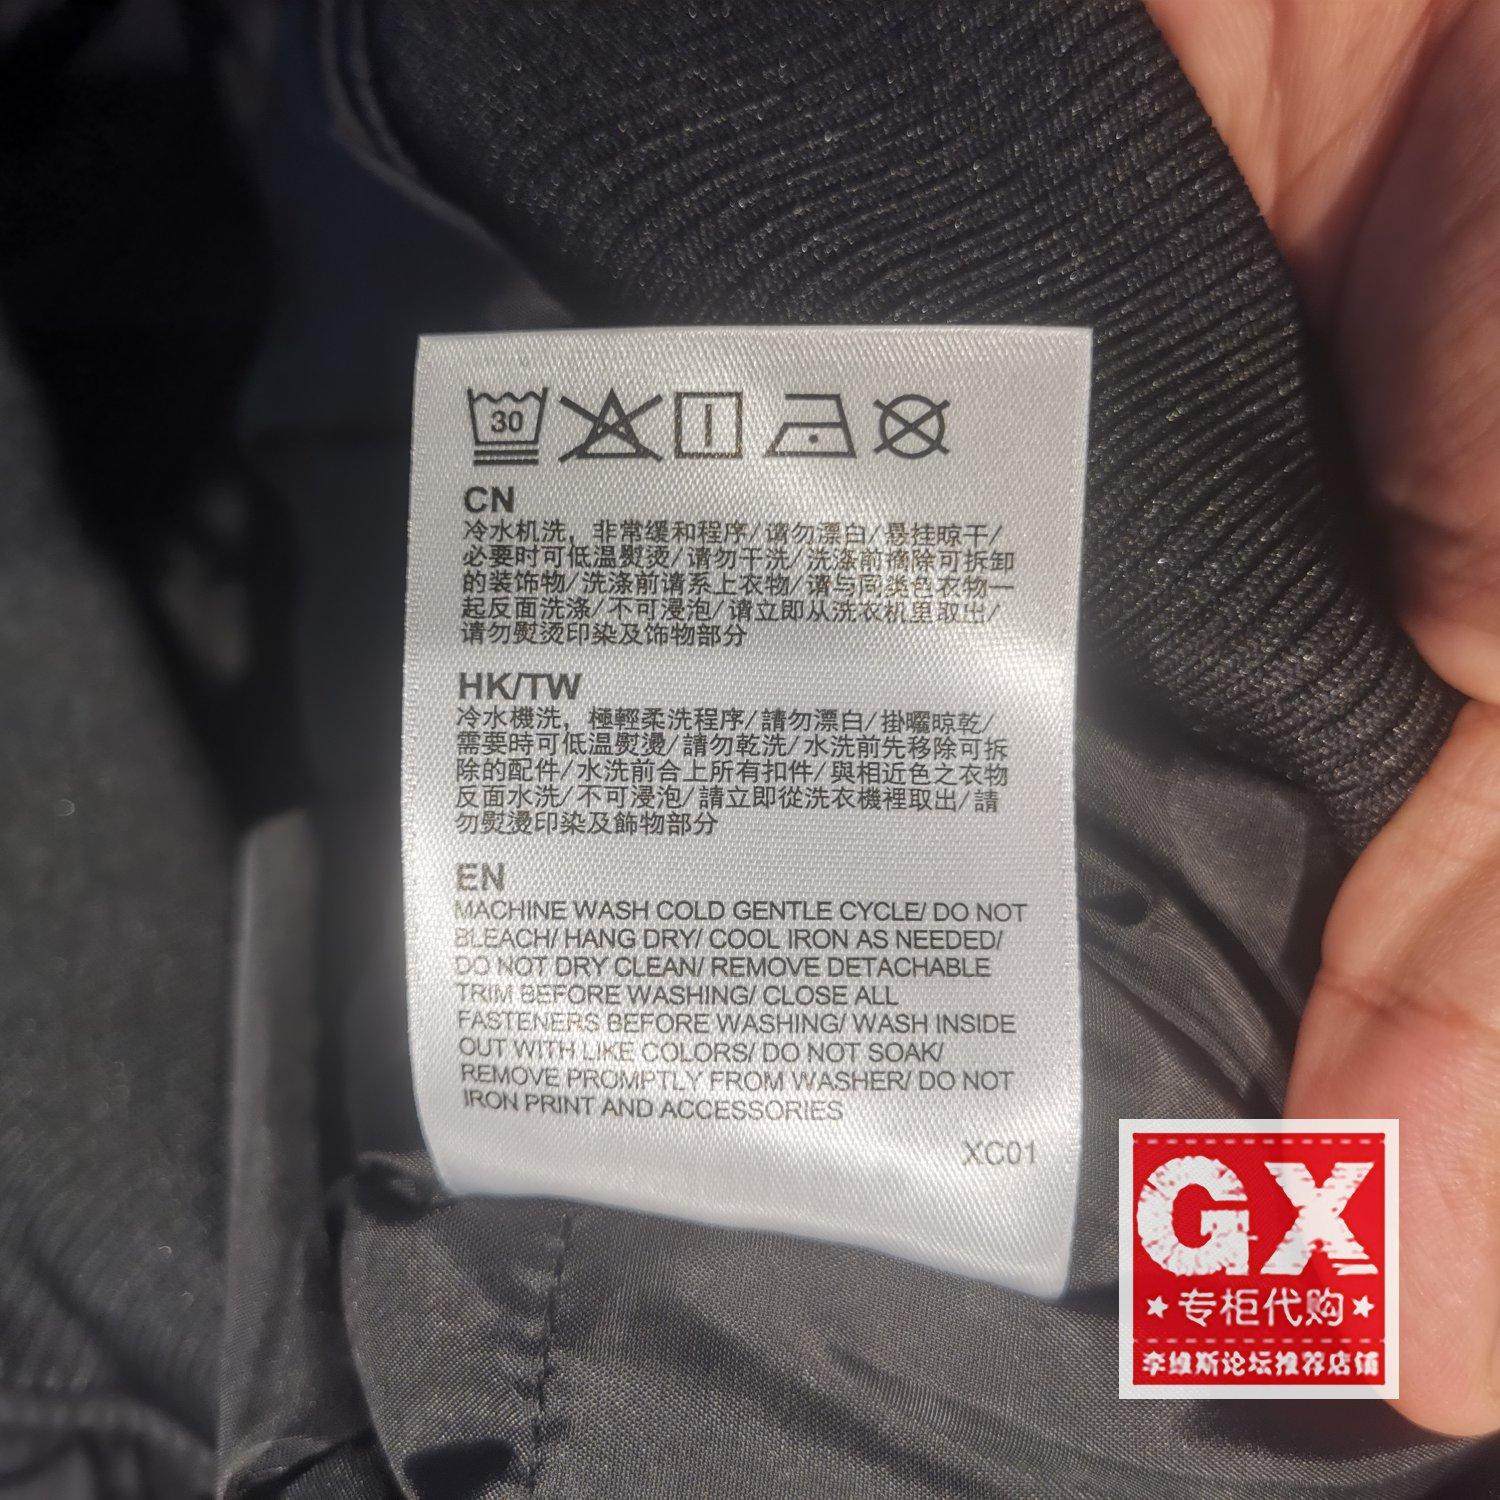 30
CN
冷水机洗，非常缓和程序/请勿漂白/悬挂晾干/
必要时可低温熨烫/请勿干洗/洗涤前摘除可拆卸
的装饰物/洗涤前请系上衣物/请与同类色衣物一
起反面洗涤/不可浸泡/请立即从洗衣机里取出/
请勿熨烫印染及饰物部分
HK/TW
冷水機洗，極輕柔洗程序/請勿漂白/掛曬晾乾/
需要時可低温熨燙/請勿乾洗/水洗前先移除可拆
除的配件/水洗前合上所有扣件/與相近色之衣物
反面水洗/不可浸泡/請立即從洗衣機裡取出/請
勿熨燙印染及飾物部分
EN
MACHINE WASH COLD GENTLE CYCLE/ DO NOT
BLEACH/ HANG DRY/ COOL IRON AS NEEDED/
DO NOT DRY CLEAN/ REMOVE DETACHABLE
TRIM BEFORE WASHING/ CLOSE ALL
FASTENERS BEFORE WASHING/ WASH INSIDE
OUT WITH LIKE COLORS/ DO NOT SOAK/
REMOVE PROMPTLY FROM WASHER/ DO NOT
IRON PRINT AND ACCESSORIES
XC01
GX
专柜代购
李维斯论坛推荐店铺